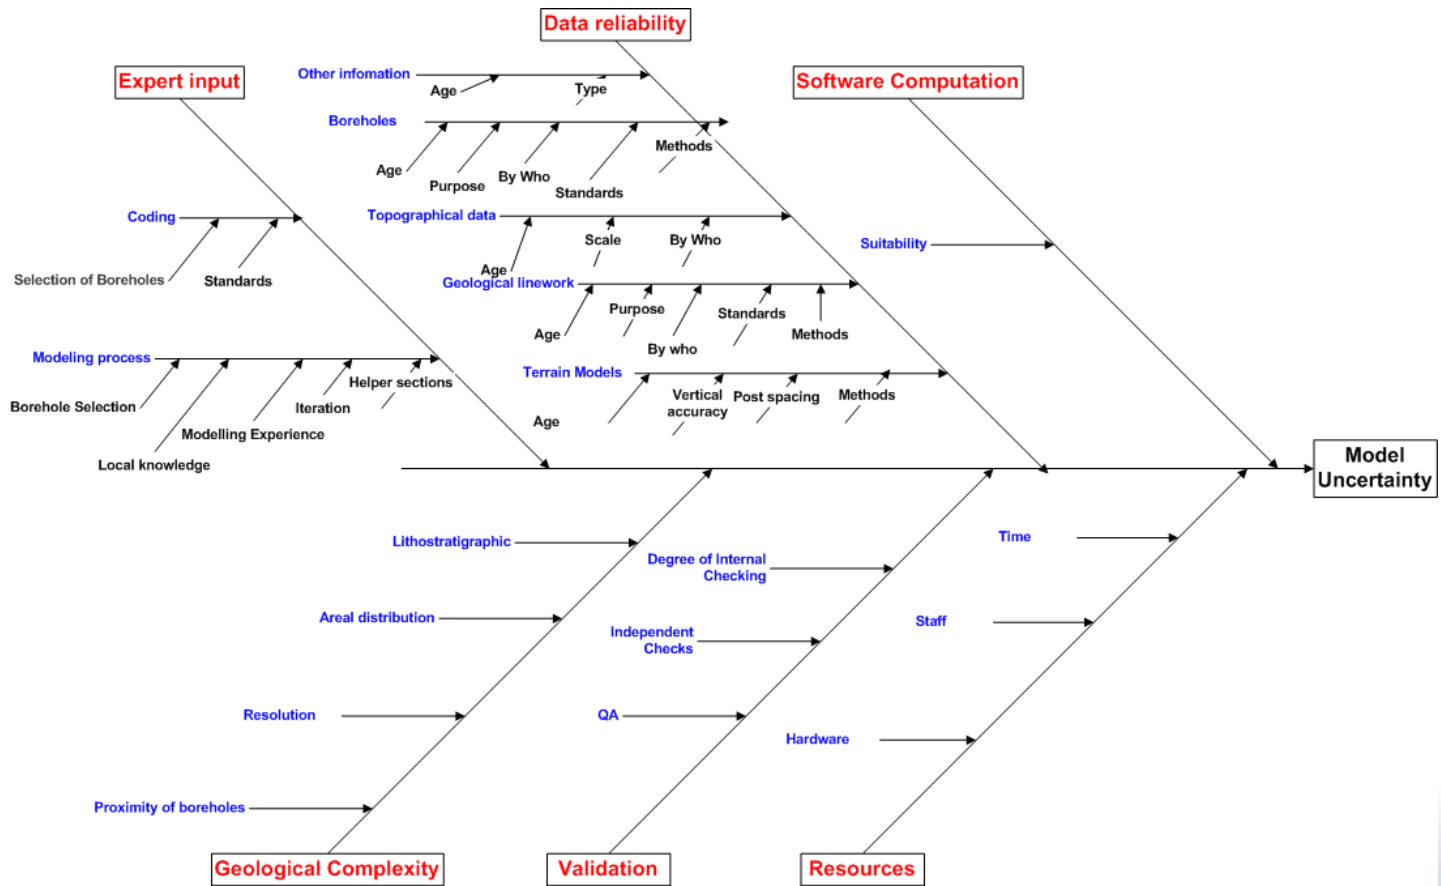 Data reliability
Expert input
Software Computation
Other infomation
Age
Type
Boreholes
Age
Purpose
By Who
Standards
Methods
Coding
Selection of Boreholes
Standards
Topographical data
Age
Scale
By Who
Suitability
Geological linework
Age
Purpose
By who
Standards
Methods
Modeling process
Borehole Selection
Local knowledge
Modelling Experience
Iteration
Helper sections
Terrain Models
Age
Vertical
accuracy
Post spacing
Methods
Model
Uncertainty
Lithostratigraphic
Areal distribution
Resolution
Proximity of boreholes
Degree of Internal
Checking
Independent
Checks
QA
Time
Staff
Hardware
Geological Complexity
Validation
Resources